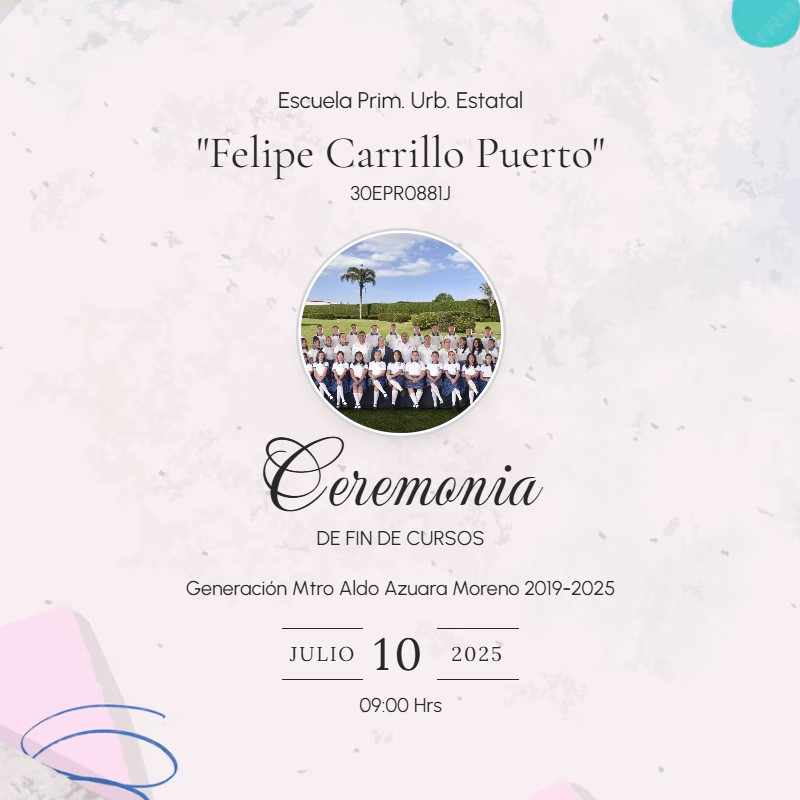 Escuela Prim. Urb. Estatal
"Felipe Carrillo Puerto"
30EPR0881J
Ceremonia
DE FIN DE CURSOS
Generación Mtro Aldo Azuara Moreno 2019-2025
JULIO 10 2025
09:00 Hrs